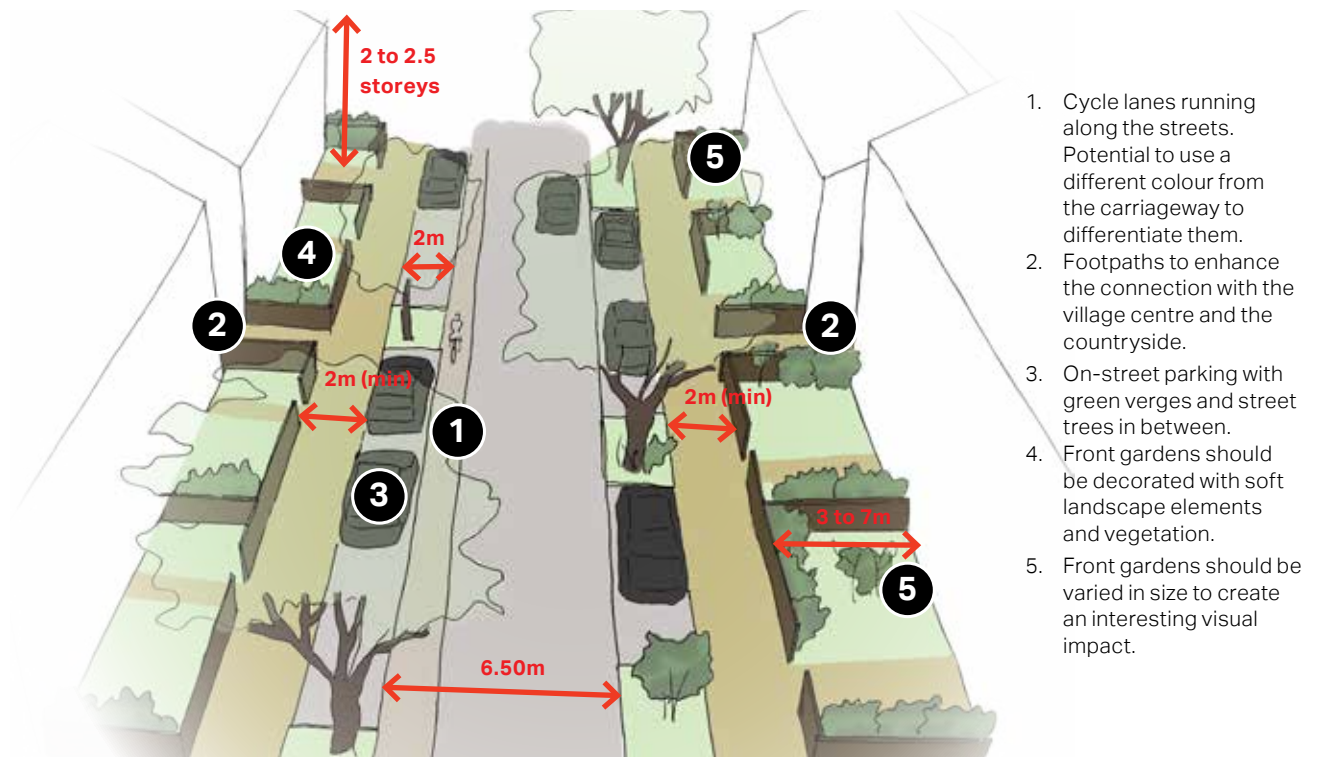 2 to 2.5
storeys
5
2m
4
2
2
2m (min)
2m (min)
1
3
3 to 7m
5
6.50m
1. Cycle lanes running
along the streets.
Potential to use a
different colour from
the carriageway to
differentiate them.
2. Footpaths to enhance
the connection with the
village centre and the
countryside.
3. On-street parking with
green verges and street
trees in between.
4. Front gardens should
be decorated with soft
landscape elements
and vegetation.
5. Front gardens should be
varied in size to create
an interesting visual
impact.